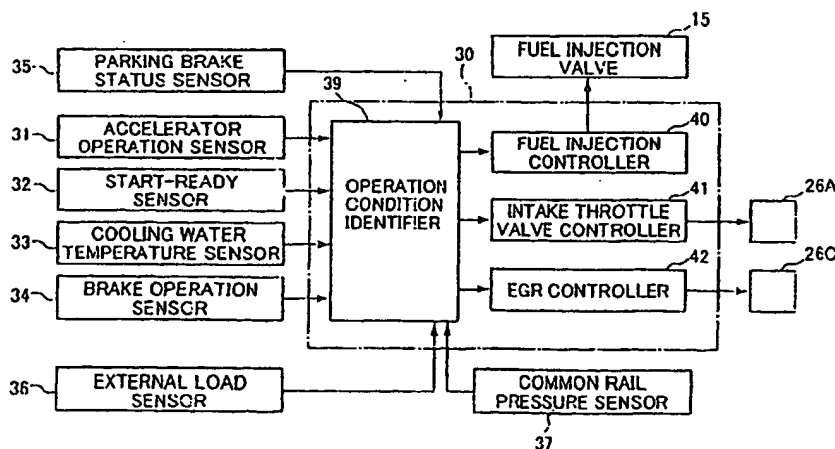 35
PARKING BRAKE
STATUS SENSOR
31
ACCELERATOR
OPERATION SENSOR
32
START-READY
SENSOR
33
COOLING WATER
TEMPERATURE SENSOR
34
BRAKE OPERATION
SENSOR
36
EXTERNAL LOAD
SENSOR
39
OPERATION
CONDITION
IDENTIFIER
30
15
FUEL INJECTION
VALVE
40
FUEL INJECTION
CONTROLLER
41
INTAKE THROTTLE
VALVE CONTROLLER
26A
42
EGR CONTROLLER
26C
COMMON RAIL
PRESSURE SENSOR
37